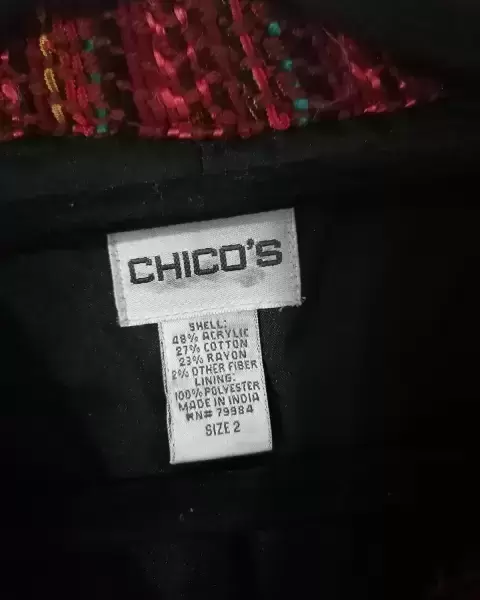 CHICO'S
SHELL:
48% ACRYLIC
27% COTTON
23% RAYON
2% OTHER FIBER
LINING:
100% POLYESTER
MADE IN INDIA
RN# 79984
SIZE 2